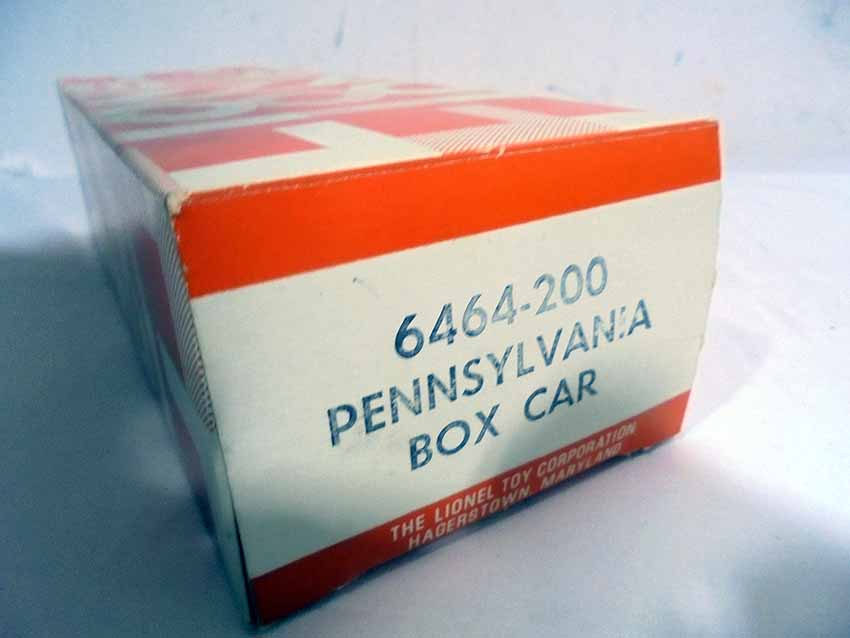 6464-200
PENNSYLVANIA
BOX CAR
THE LIONEL TOY CORPORATION
HAGERSTOWN, MARYLAND